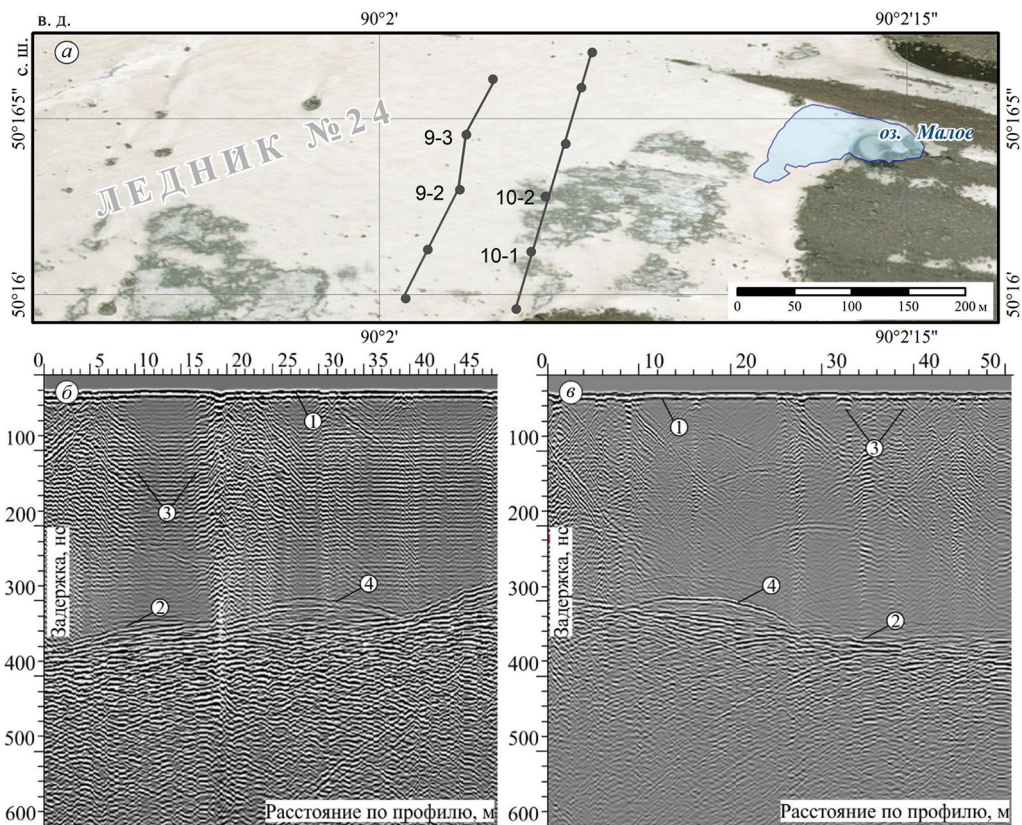 в. д.
90°2'
90°2'15"
а
с. ш.
50°16'5"
50°16'5"
ЛЕДНИК №24
9-3
9-2
10-2
10-1
оз. Малое
50°16'
50°16'
0 50 100 150 200 м
90°2'
90°2'15"
0 5 10 15 20 25 30 35 40 45
0 10 20 30 40 50
б
в
1
1
3
100
100
3
200
200
Задержка, нс
Задержка, нс
4
4
300
300
2
2
400
400
500
500
600
600
Расстояние по профилю, м
Расстояние по профилю, м